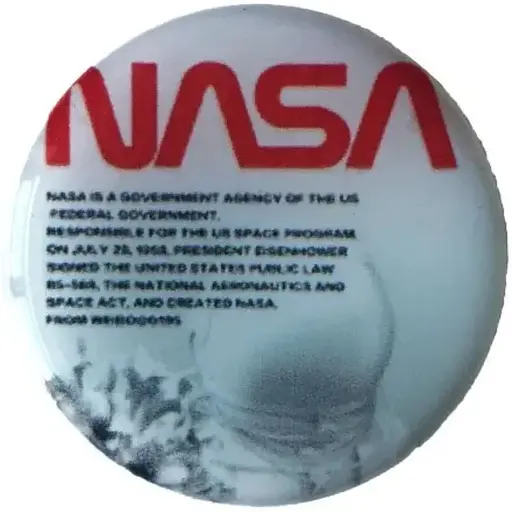 NASA
NASA IS A GOVERNMENT AGENCY OF THE US
FEDERAL GOVERNMENT,
RESPONSIBLE FOR THE US SPACE PROGRAM.
ON JULY 29, 1958, PRESIDENT EISENHOWER
SIGNED THE UNITED STATES PUBLIC LAW
85-568, THE NATIONAL AERONAUTICS AND
SPACE ACT, AND CREATED NASA.
FROM